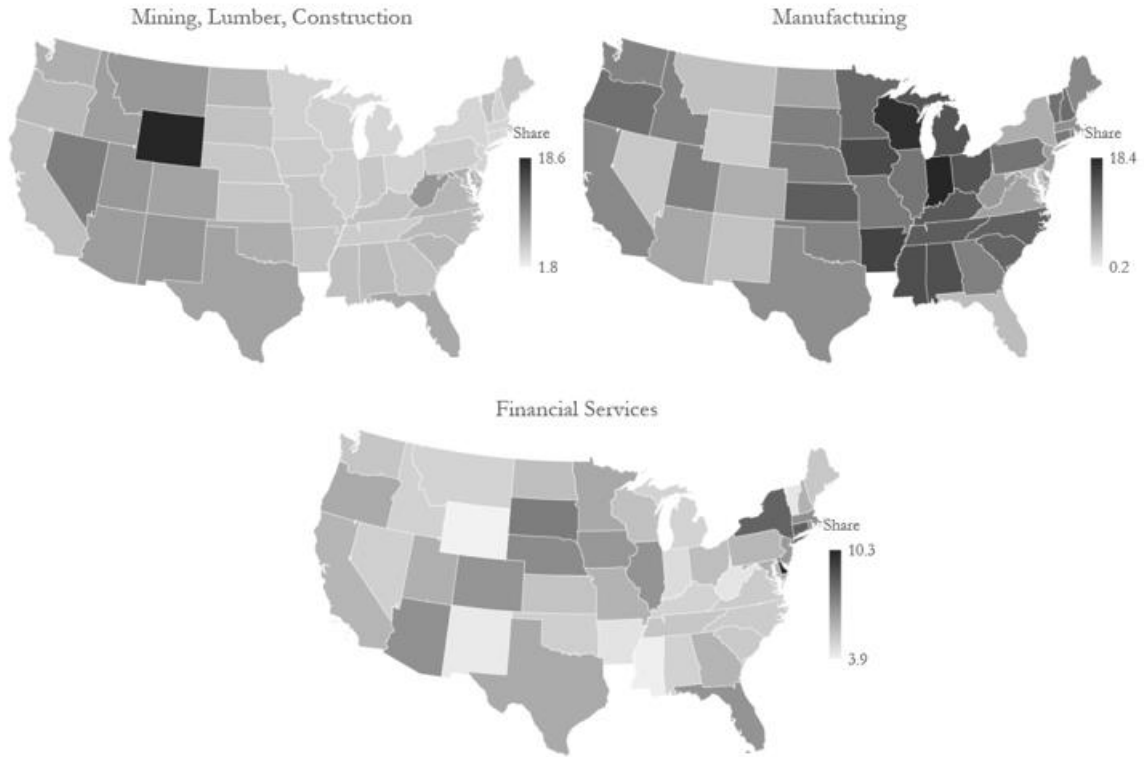 Mining, Lumber, Construction
Share
18.6
1.8
Manufacturing
Share
18.4
0.2
Financial Services
Share
10.3
3.9